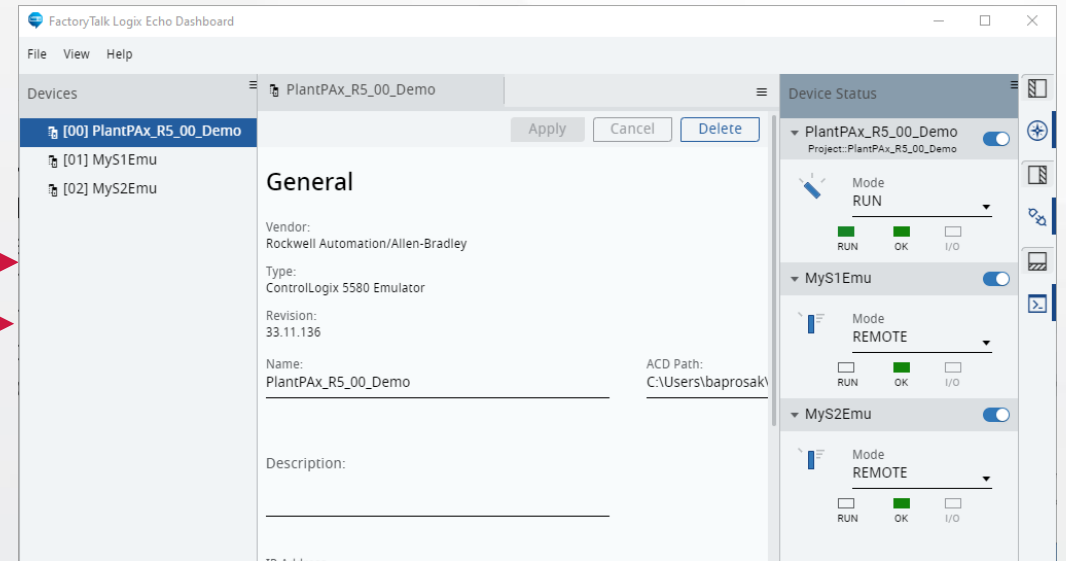 FactoryTalk Logix Echo Dashboard
File View Help
Devices
[00] PlantPAx_R5_00_Demo
[01] MyS1Emu
[02] MyS2Emu
PlantPAx_R5_00_Demo
Apply Cancel Delete
General
Vendor:
Rockwell Automation/Allen-Bradley
Type:
ControlLogix 5580 Emulator
Revision:
33.11.136
Name:
PlantPAx_R5_00_Demo
ACD Path:
C:\Users\baprosak\
Description:
Device Status
PlantPAx_R5_00_Demo
Project::PlantPAx_R5_00_Demo
Mode
RUN
RUN OK I/O
MyS1Emu
Mode
REMOTE
RUN OK I/O
MyS2Emu
Mode
REMOTE
RUN OK I/O